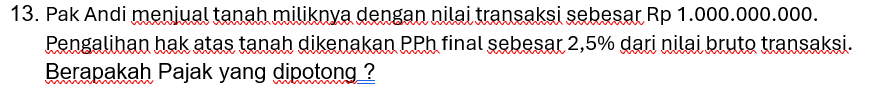 13. Pak Andi menjual tanah miliknya dengan nilai transaksi sebesar Rp 1.000.000.000.
Pengalihan hak atas tanah dikenakan PPh final sebesar 2,5% dari nilai bruto transaksi.
Berapakah Pajak yang dipotong ?